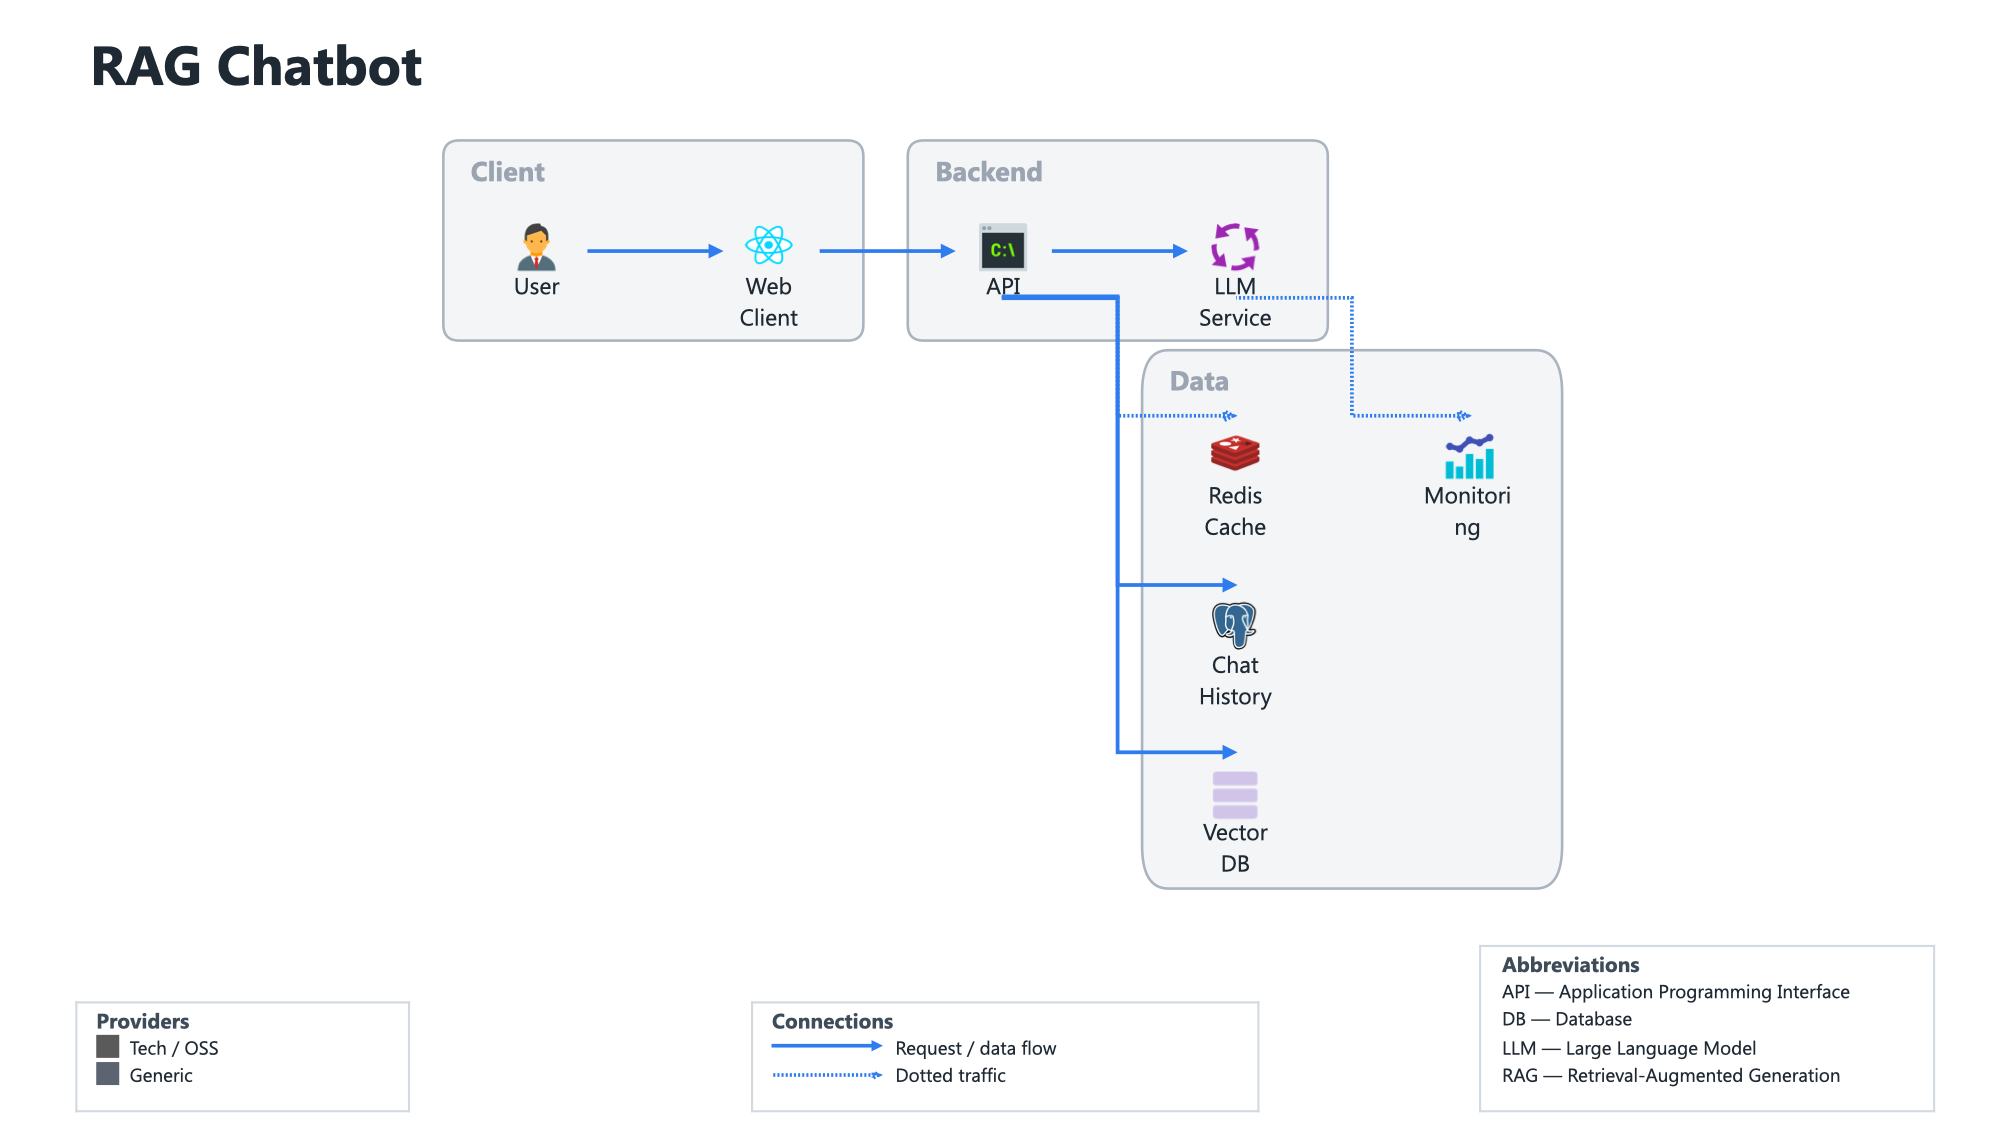 RAG Chatbot
Client
Backend
User
Web
Client
C:\
API
LLM
Service
Data
Redis
Cache
Monitori
ng
Chat
History
Vector
DB
Providers
Tech / OSS
Generic
Connections
Request / data flow
Dotted traffic
Abbreviations
API — Application Programming Interface
DB — Database
LLM — Large Language Model
RAG — Retrieval-Augmented Generation